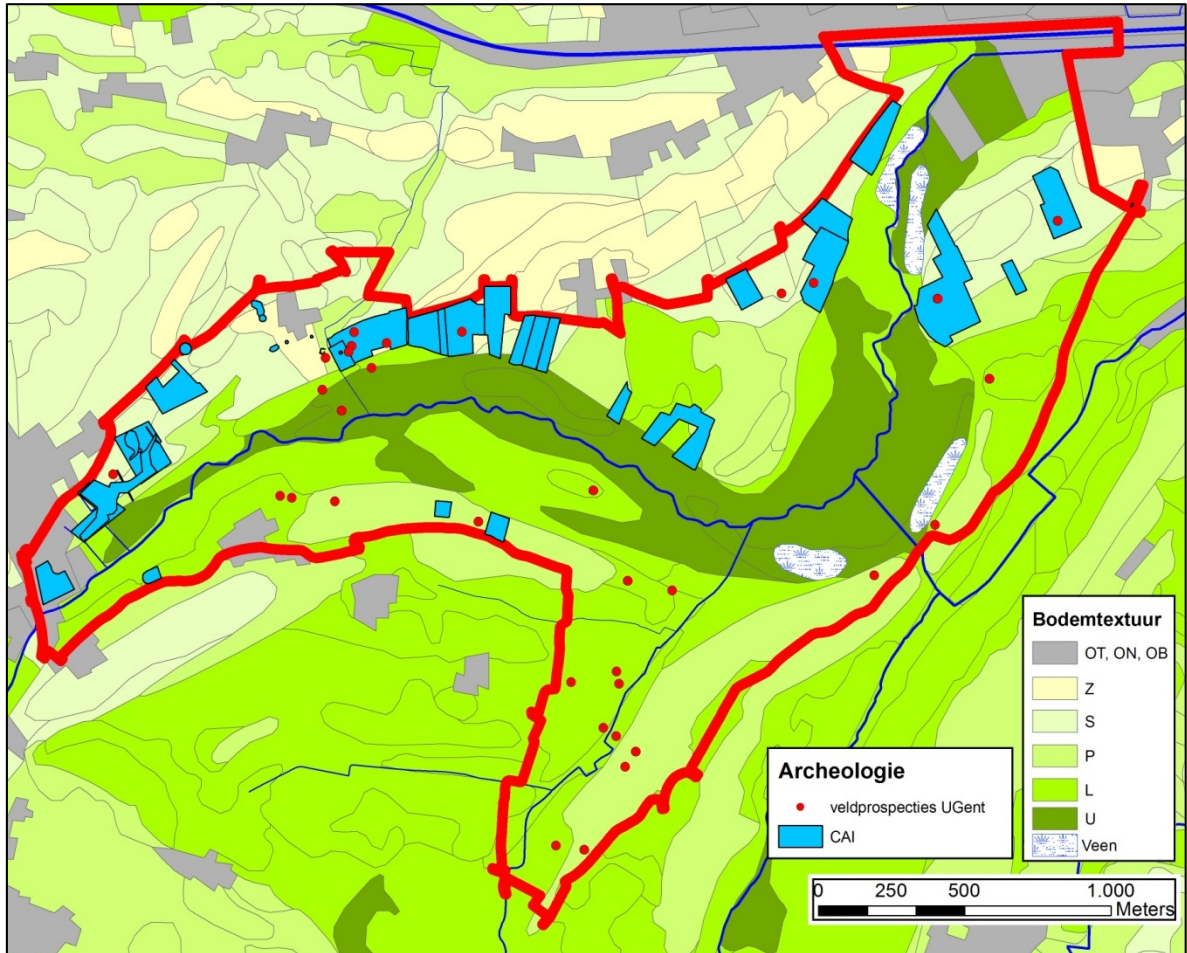 Bodemtextuur
OT, ON, OB
Z
S
P
L
U
Veen
Archeologie
veldprospecties UGent
CAI
0 250 500 1.000
Meters